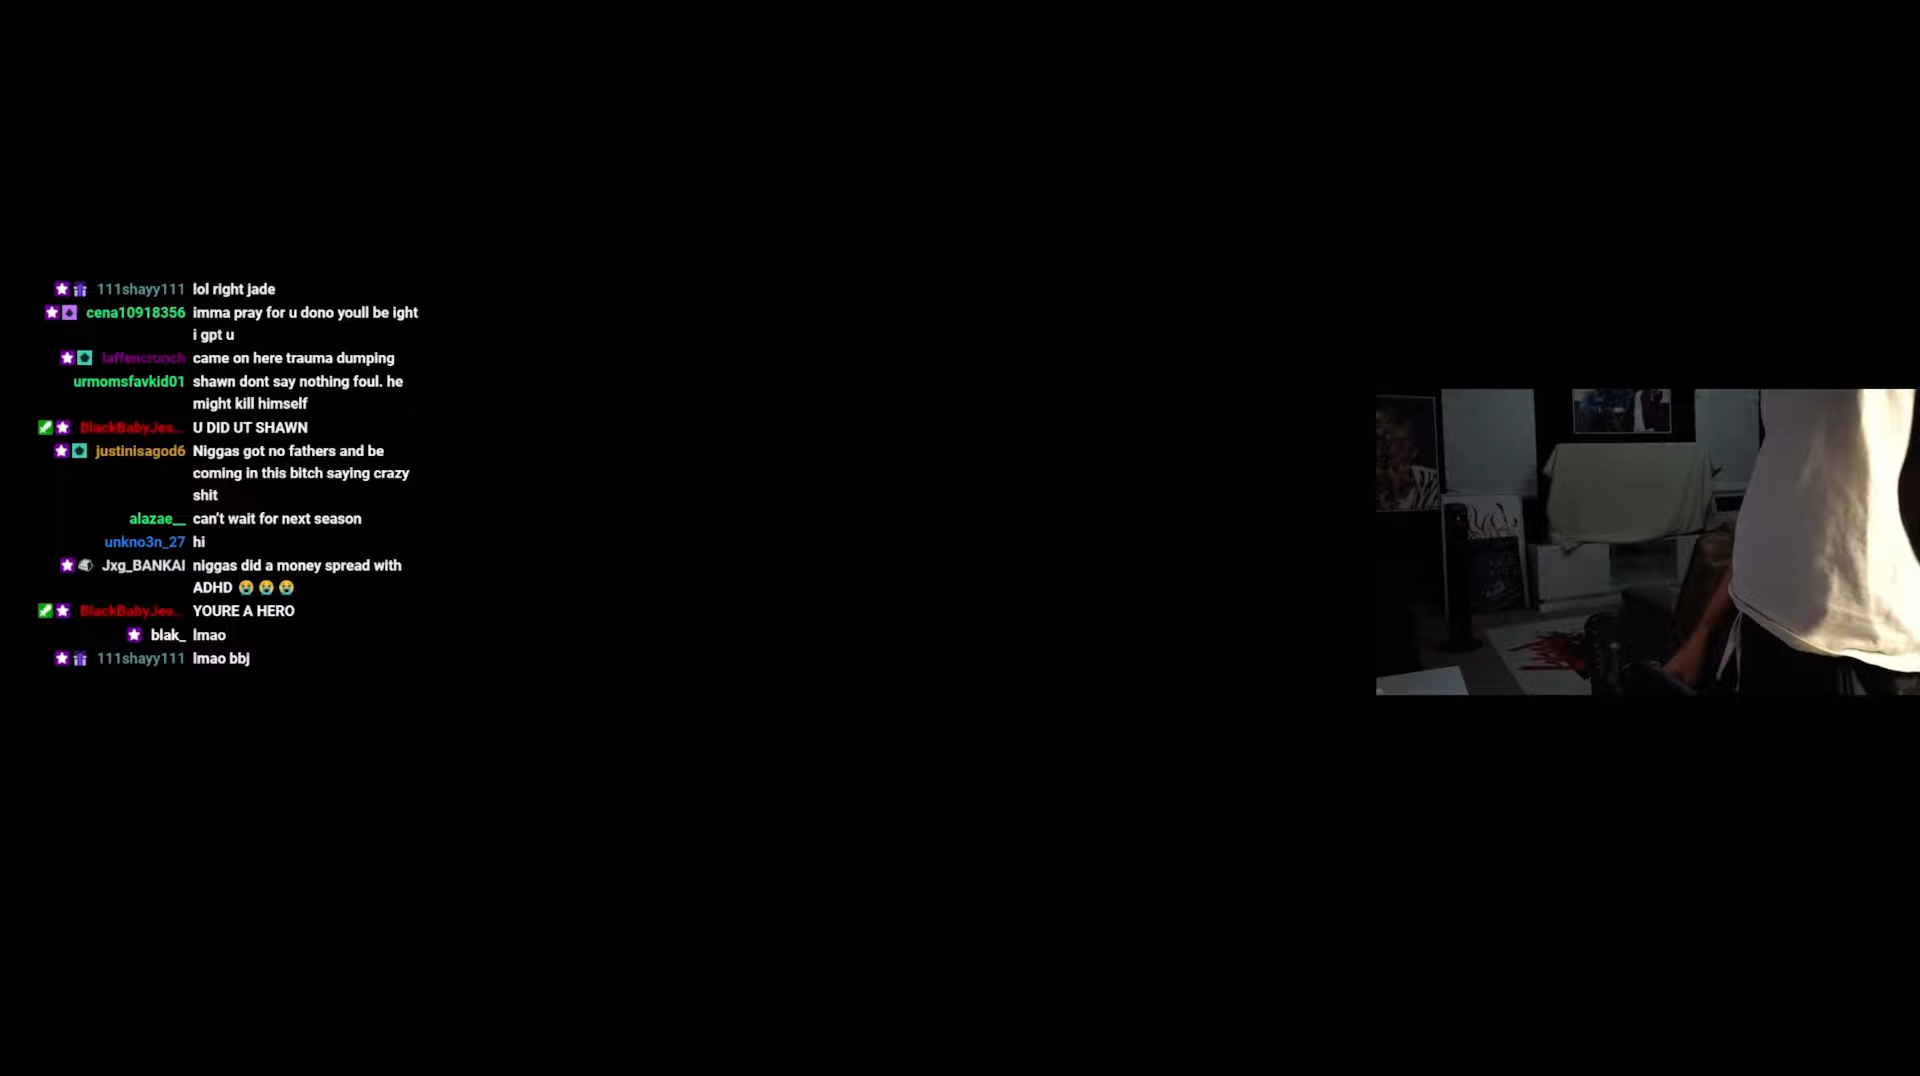 111shayy111 lol right jade
cena10918356 imma pray for u dono youll be ight
i gpt u
laffencrunch came on here trauma dumping
urmomsfavkid01 shawn dont say nothing foul. he
might kill himself
BlackBabyJes... U DID UT SHAWN
justinisagod6 Niggas got no fathers and be
coming in this bitch saying crazy
shit
alazae__ can't wait for next season
unkno3n_27 hi
Jxg_BANKAI niggas did a money spread with
ADHD 😭 😭 😭
BlackBabyJes... YOURE A HERO
blak_ lmao
111shayy111 lmao bbj